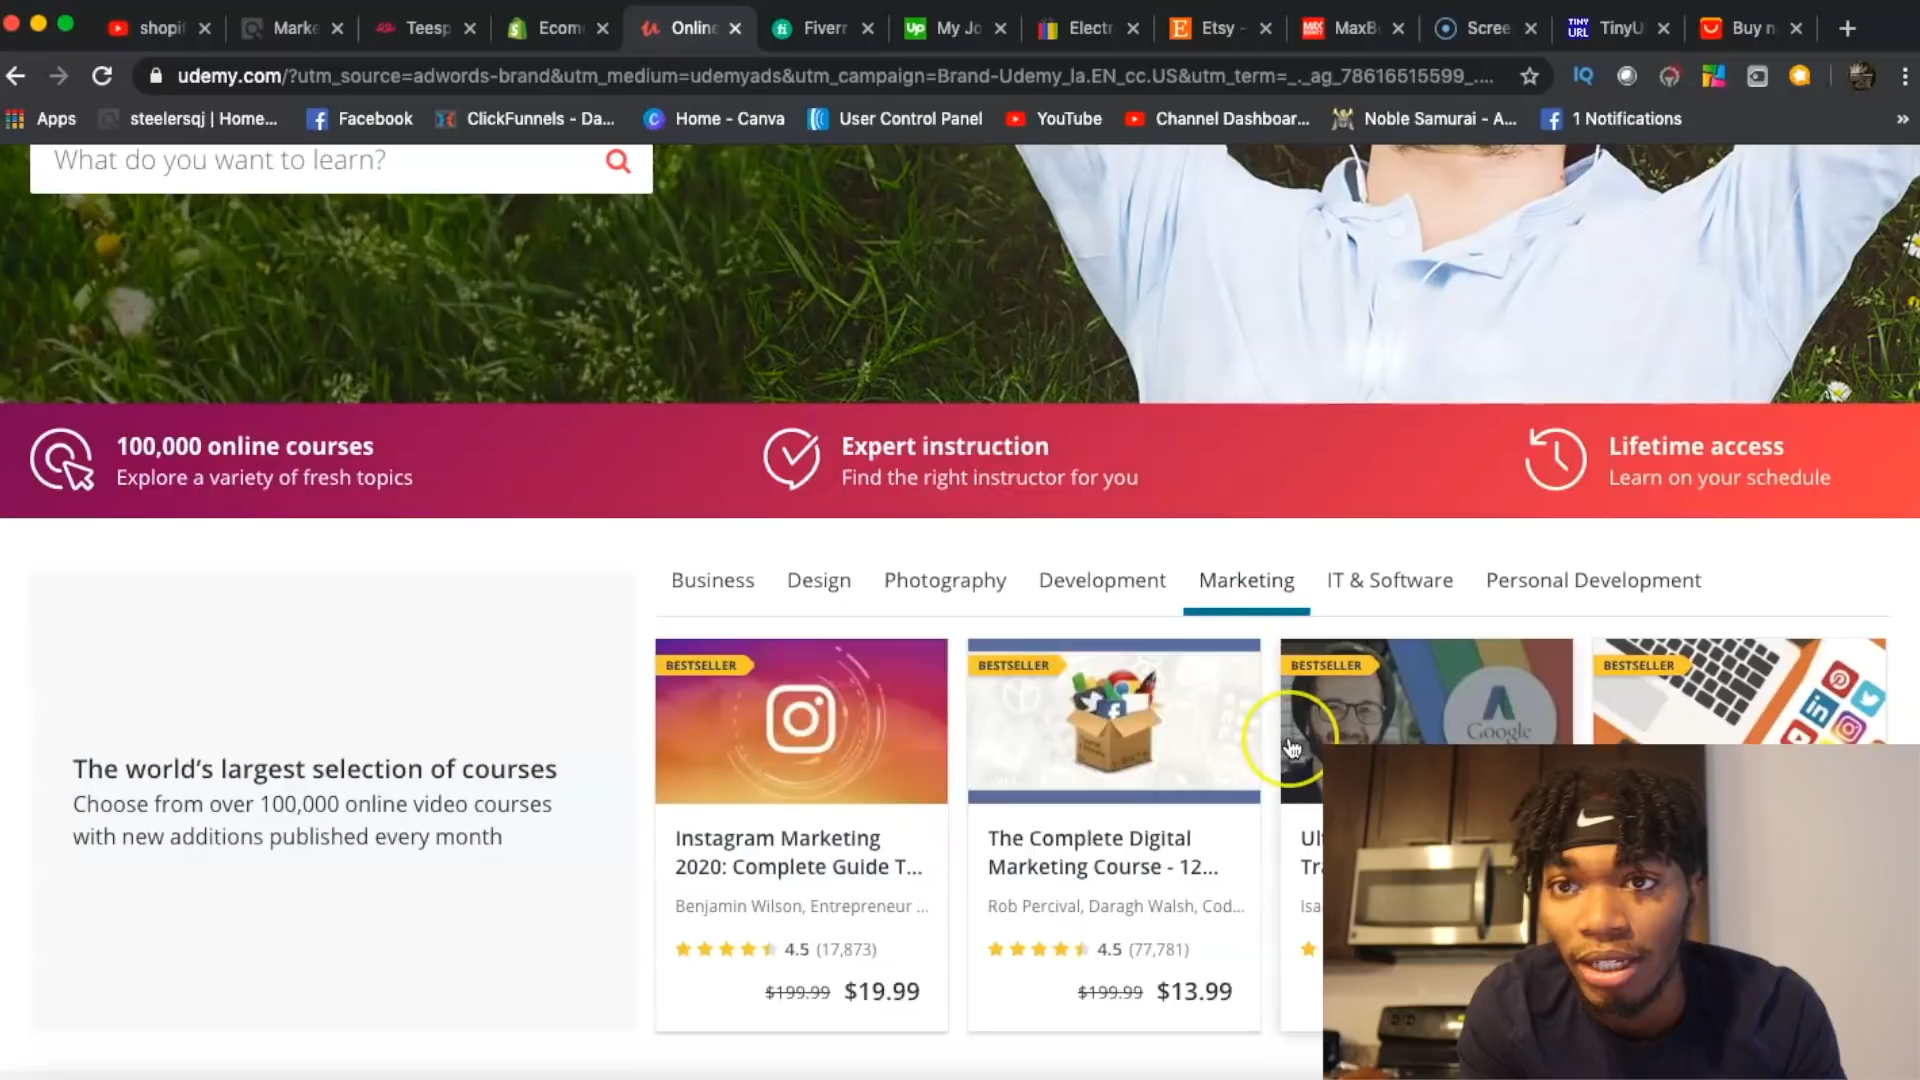 shopi
Marke
Teesp
Ecom
Online
Fiverr
My Jo
Electr
Etsy -
MaxB
Scree
TINY
URL
TinyU
Buy n
udemy.com/?utm_source=adwords-brand&utm_medium=udemyads&utm_campaign=Brand-Udemy_la.EN_cc.US&utm_term=_._ag_78616515599_....
IQ
Apps
steelersqj | Home...
Facebook
ClickFunnels - Da...
Home - Canva
User Control Panel
YouTube
Channel Dashboar...
Noble Samurai - A...
1 Notifications
What do you want to learn?
100,000 online courses
Explore a variety of fresh topics
Expert instruction
Find the right instructor for you
Lifetime access
Learn on your schedule
Business
Design
Photography
Development
Marketing
IT & Software
Personal Development
The world's largest selection of courses
Choose from over 100,000 online video courses
with new additions published every month
BESTSELLER
Instagram Marketing
2020: Complete Guide T...
Benjamin Wilson, Entrepreneur ...
4.5 (17,873)
$199.99 $19.99
BESTSELLER
The Complete Digital
Marketing Course - 12...
Rob Percival, Daragh Walsh, Cod...
4.5 (77,781)
$199.99 $13.99
BESTSELLER
Google
Ul
Tra
Isa
BESTSELLER